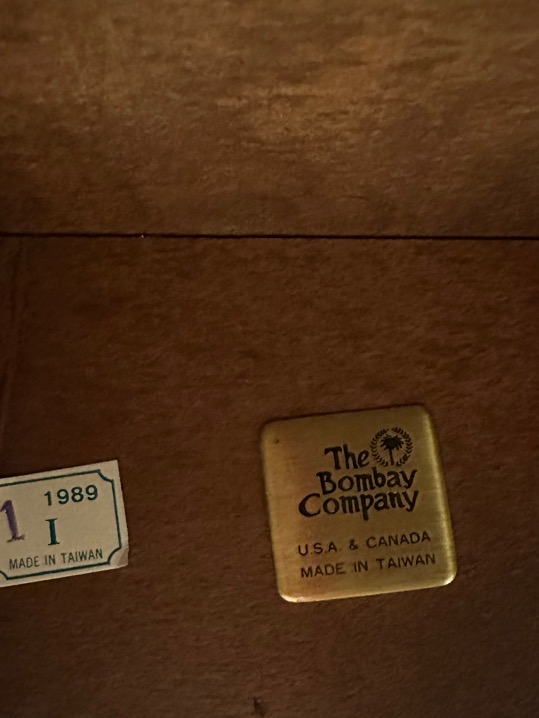 1989
1 I
MADE IN TAIWAN
The
Bombay
Company
U.S.A. & CANADA
MADE IN TAIWAN